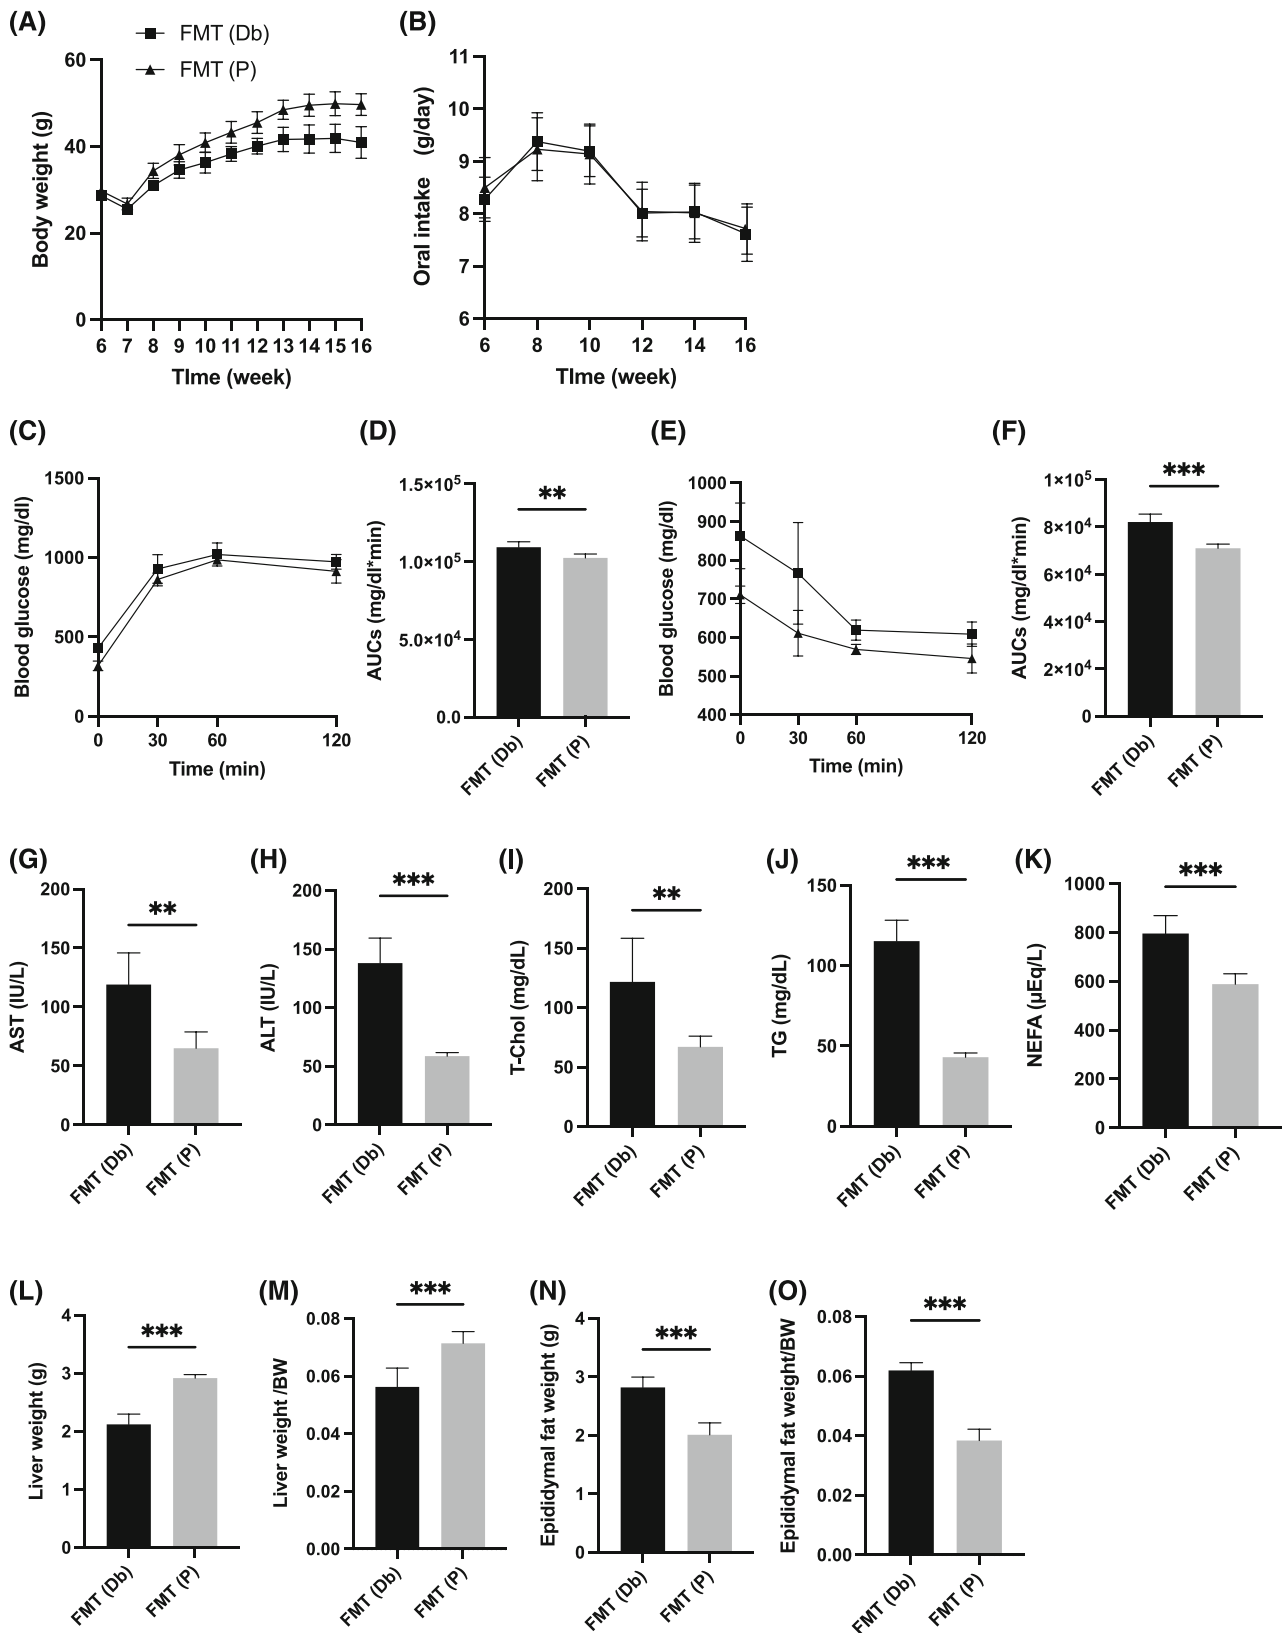 (A)
FMT (Db)
FMT (P)
Body weight (g)
60
40
20
0
6 7 8 9 10 11 12 13 14 15 16
TIme (week)
(B)
Oral intake (g/day)
11
10
9
8
7
6
6 8 10 12 14 16
TIme (week)
(C)
Blood glucose (mg/dl)
1500
1000
500
0
0 30 60 120
Time (min)
(D)
AUCs (mg/dl*min)
1.5×10⁵
1.0×10⁵
5.0×10⁴
0.0
**
FMT (Db)
FMT (P)
(E)
Blood glucose (mg/dl)
1000
900
800
700
600
500
400
0 30 60 120
Time (min)
(F)
AUCs (mg/dl*min)
1×10⁵
8×10⁴
6×10⁴
4×10⁴
2×10⁴
0
***
FMT (Db)
FMT (P)
(G)
AST (IU/L)
200
150
100
50
0
**
FMT (Db)
FMT (P)
(H)
ALT (IU/L)
200
150
100
50
0
***
FMT (Db)
FMT (P)
(I)
T-Chol (mg/dL)
200
150
100
50
0
**
FMT (Db)
FMT (P)
(J)
TG (mg/dL)
150
100
50
0
***
FMT (Db)
FMT (P)
(K)
NEFA (μEq/L)
1000
800
600
400
200
0
***
FMT (Db)
FMT (P)
(L)
Liver weight (g)
4
3
2
1
0
***
FMT (Db)
FMT (P)
(M)
Liver weight /BW
0.08
0.06
0.04
0.02
0.00
***
FMT (Db)
FMT (P)
(N)
Epididymal fat weight (g)
4
3
2
1
0
***
FMT (Db)
FMT (P)
(O)
Epididymal fat weight/BW
0.08
0.06
0.04
0.02
0.00
***
FMT (Db)
FMT (P)